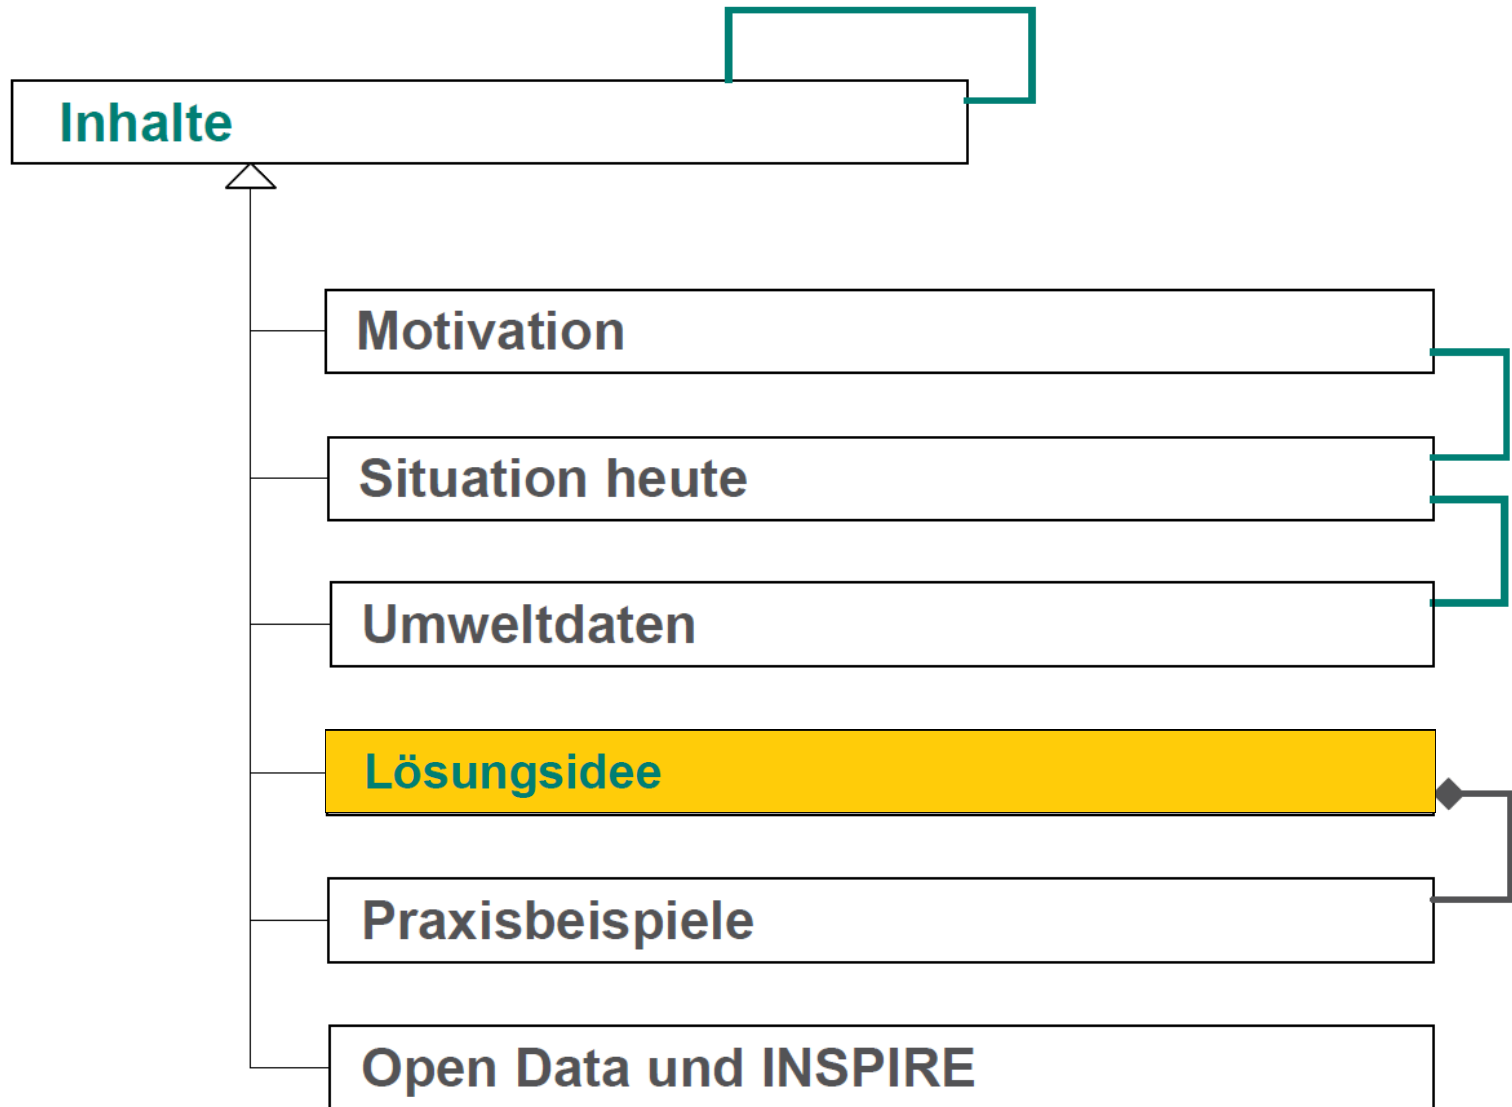 Inhalte
Motivation
Situation heute
Umweltdaten
Lösungsidee
Praxisbeispiele
Open Data und INSPIRE